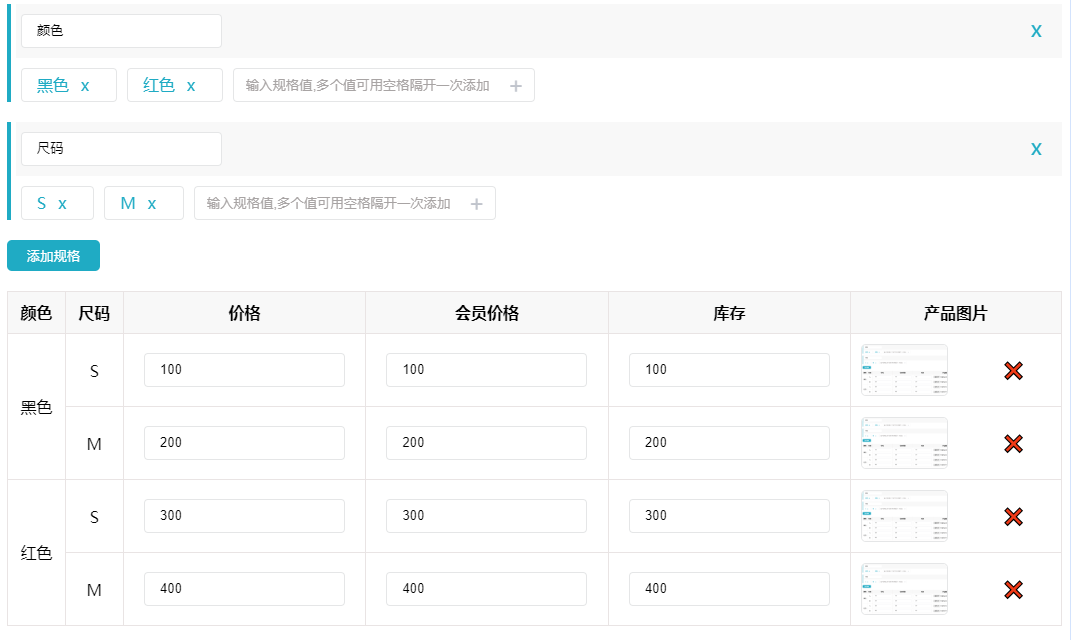 颜色 X
黑色 x 红色 x 输入规格值,多个值可用空格隔开一次添加 +
尺码 X
S x M x 输入规格值,多个值可用空格隔开一次添加 +
添加规格
颜色 尺码 价格 会员价格 库存 产品图片
黑色
S 100 100 100
M 200 200 200
红色
S 300 300 300
M 400 400 400